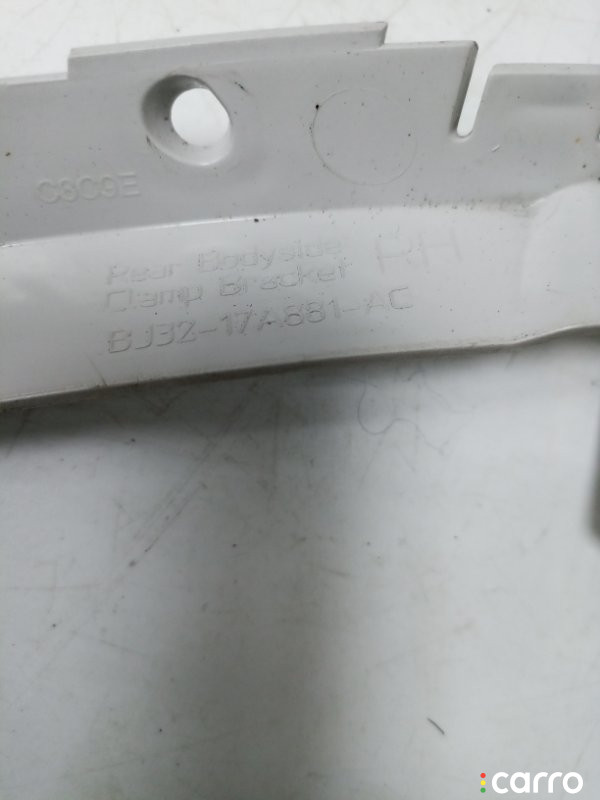 C3C9E
Rear Bodyside RH
Clamp Bracket
BJ32-17A881-AC
carro